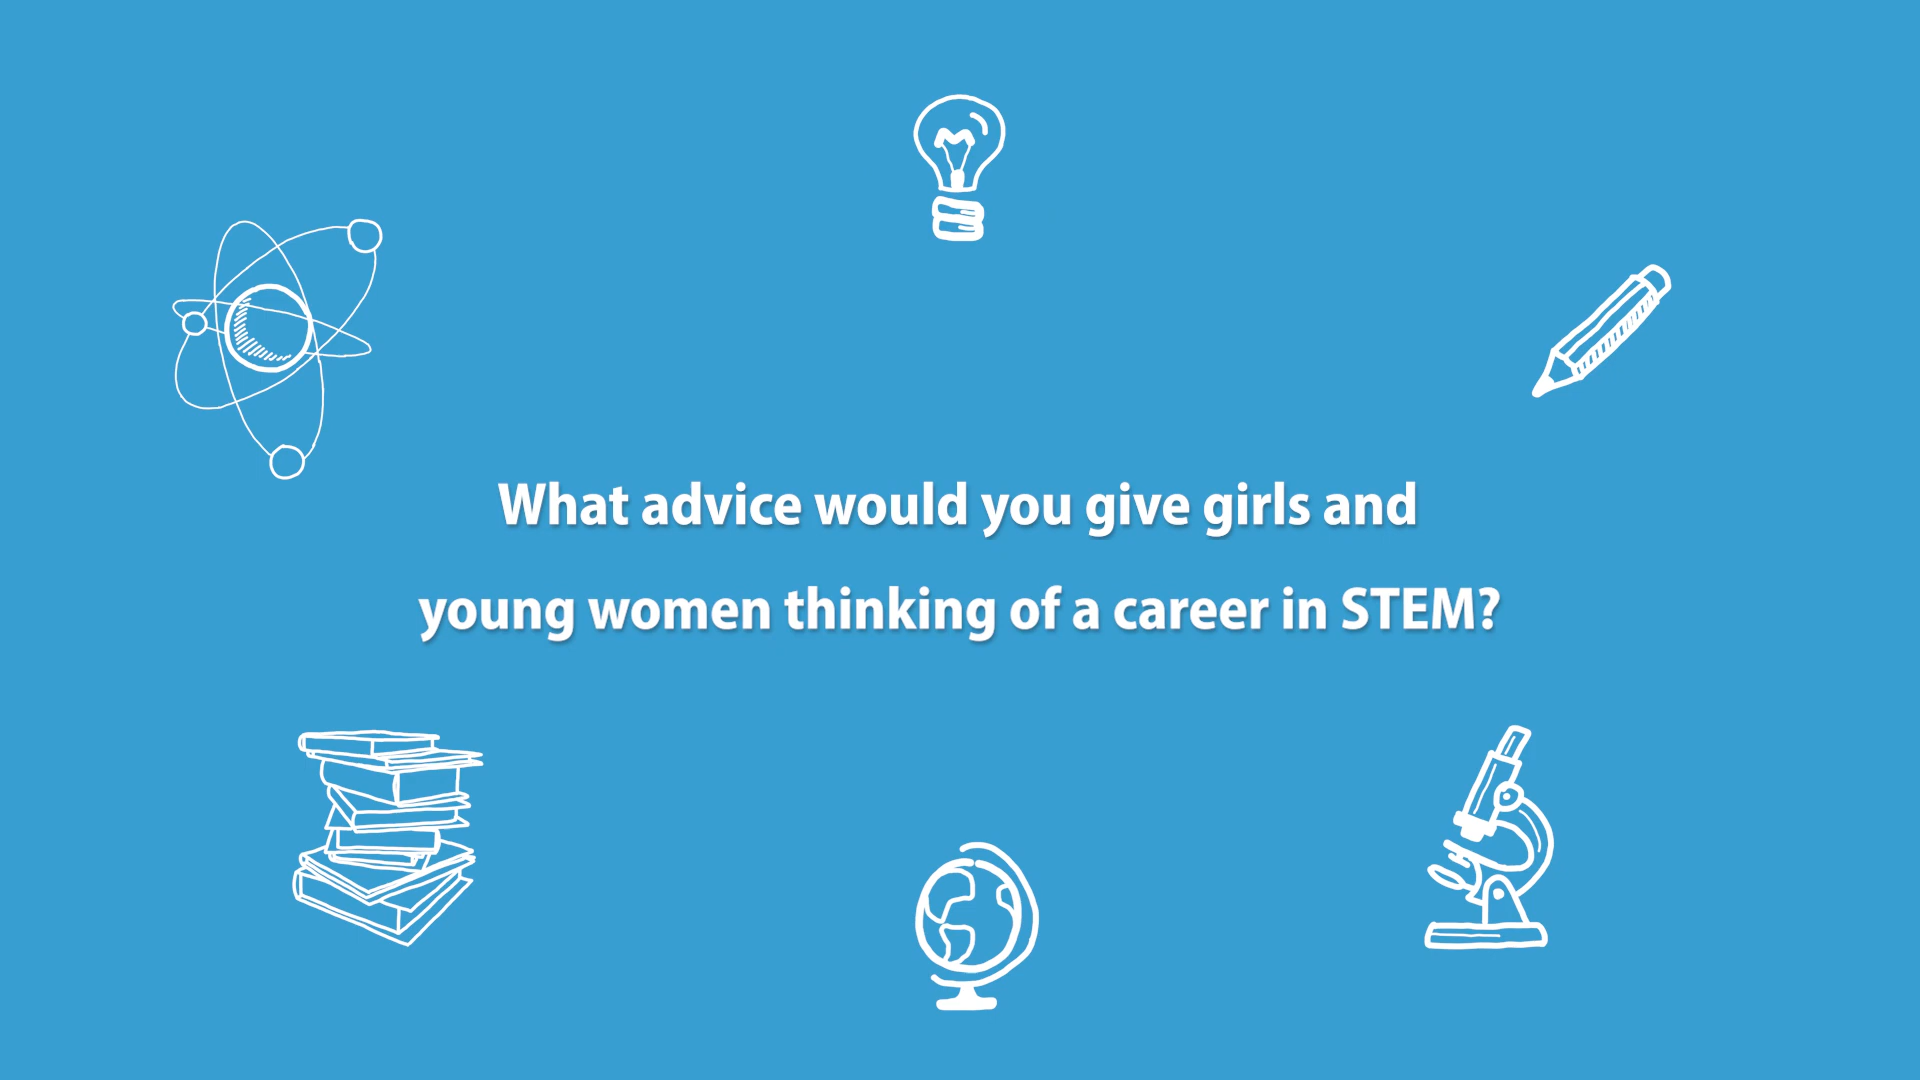 What advice would you give girls and
young women thinking of a career in STEM?